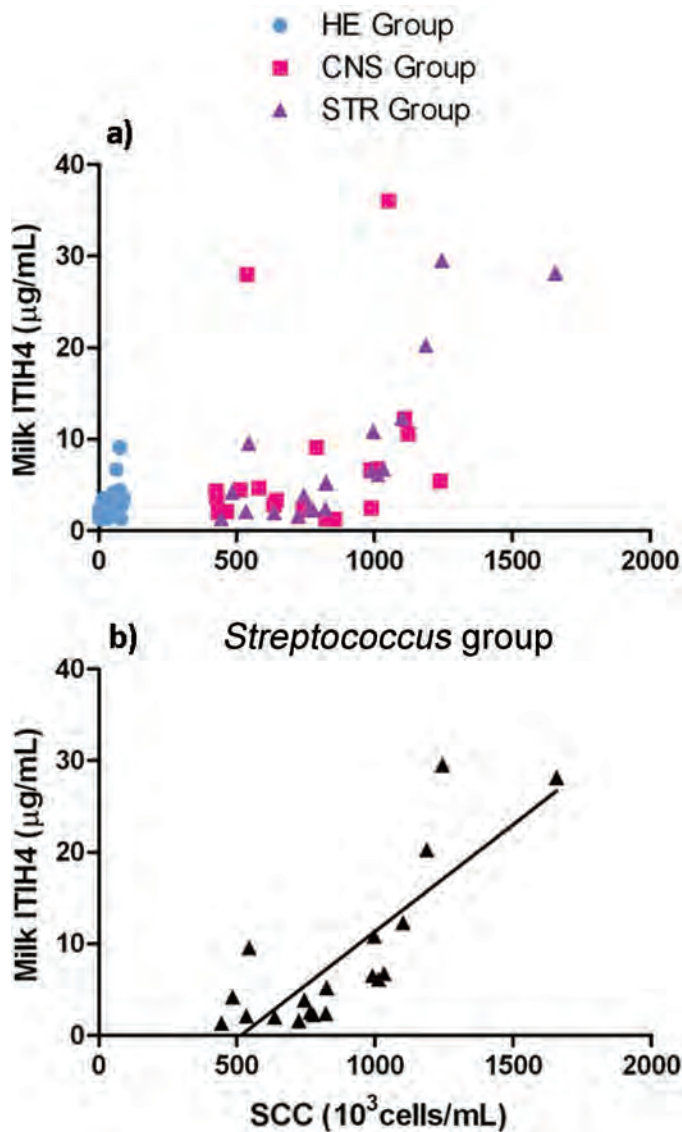 HE Group
CNS Group
STR Group
a)
40
30
20
10
0
Milk ITIH4 (µg/mL)
0 500 1000 1500 2000
b) Streptococcus group
40
30
20
10
0
Milk ITIH4 (µg/mL)
0 500 1000 1500 2000
SCC (10³cells/mL)